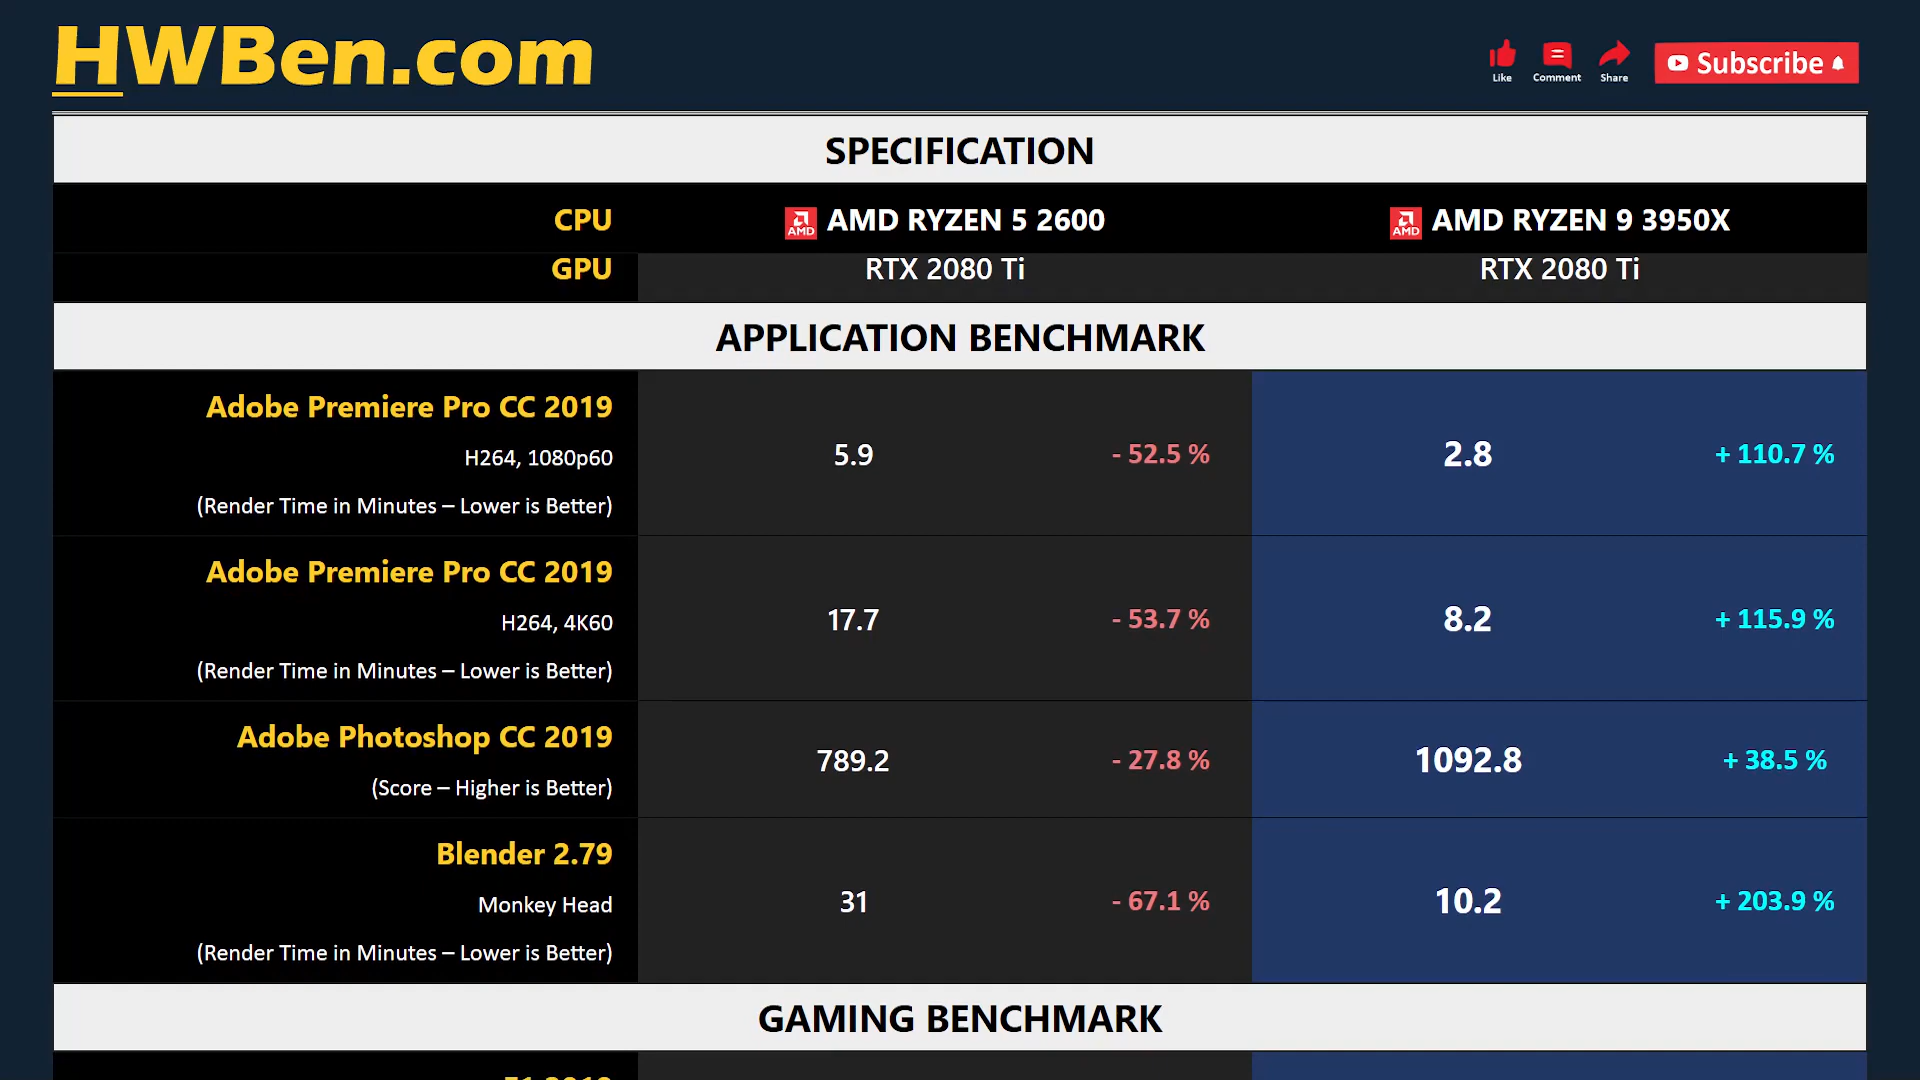 HWBen.com
Like
Comment
Share
Subscribe
SPECIFICATION
CPU
AMD
AMD RYZEN 5 2600
AMD
AMD RYZEN 9 3950X
GPU
RTX 2080 Ti
RTX 2080 Ti
APPLICATION BENCHMARK
Adobe Premiere Pro CC 2019
H264, 1080p60
(Render Time in Minutes – Lower is Better)
5.9
- 52.5 %
2.8
+ 110.7 %
Adobe Premiere Pro CC 2019
H264, 4K60
(Render Time in Minutes – Lower is Better)
17.7
- 53.7 %
8.2
+ 115.9 %
Adobe Photoshop CC 2019
(Score – Higher is Better)
789.2
- 27.8 %
1092.8
+ 38.5 %
Blender 2.79
Monkey Head
(Render Time in Minutes – Lower is Better)
31
- 67.1 %
10.2
+ 203.9 %
GAMING BENCHMARK